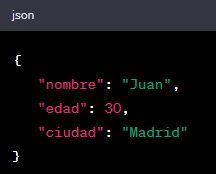 json
{
"nombre": "Juan",
"edad": 30,
"ciudad": "Madrid"
}